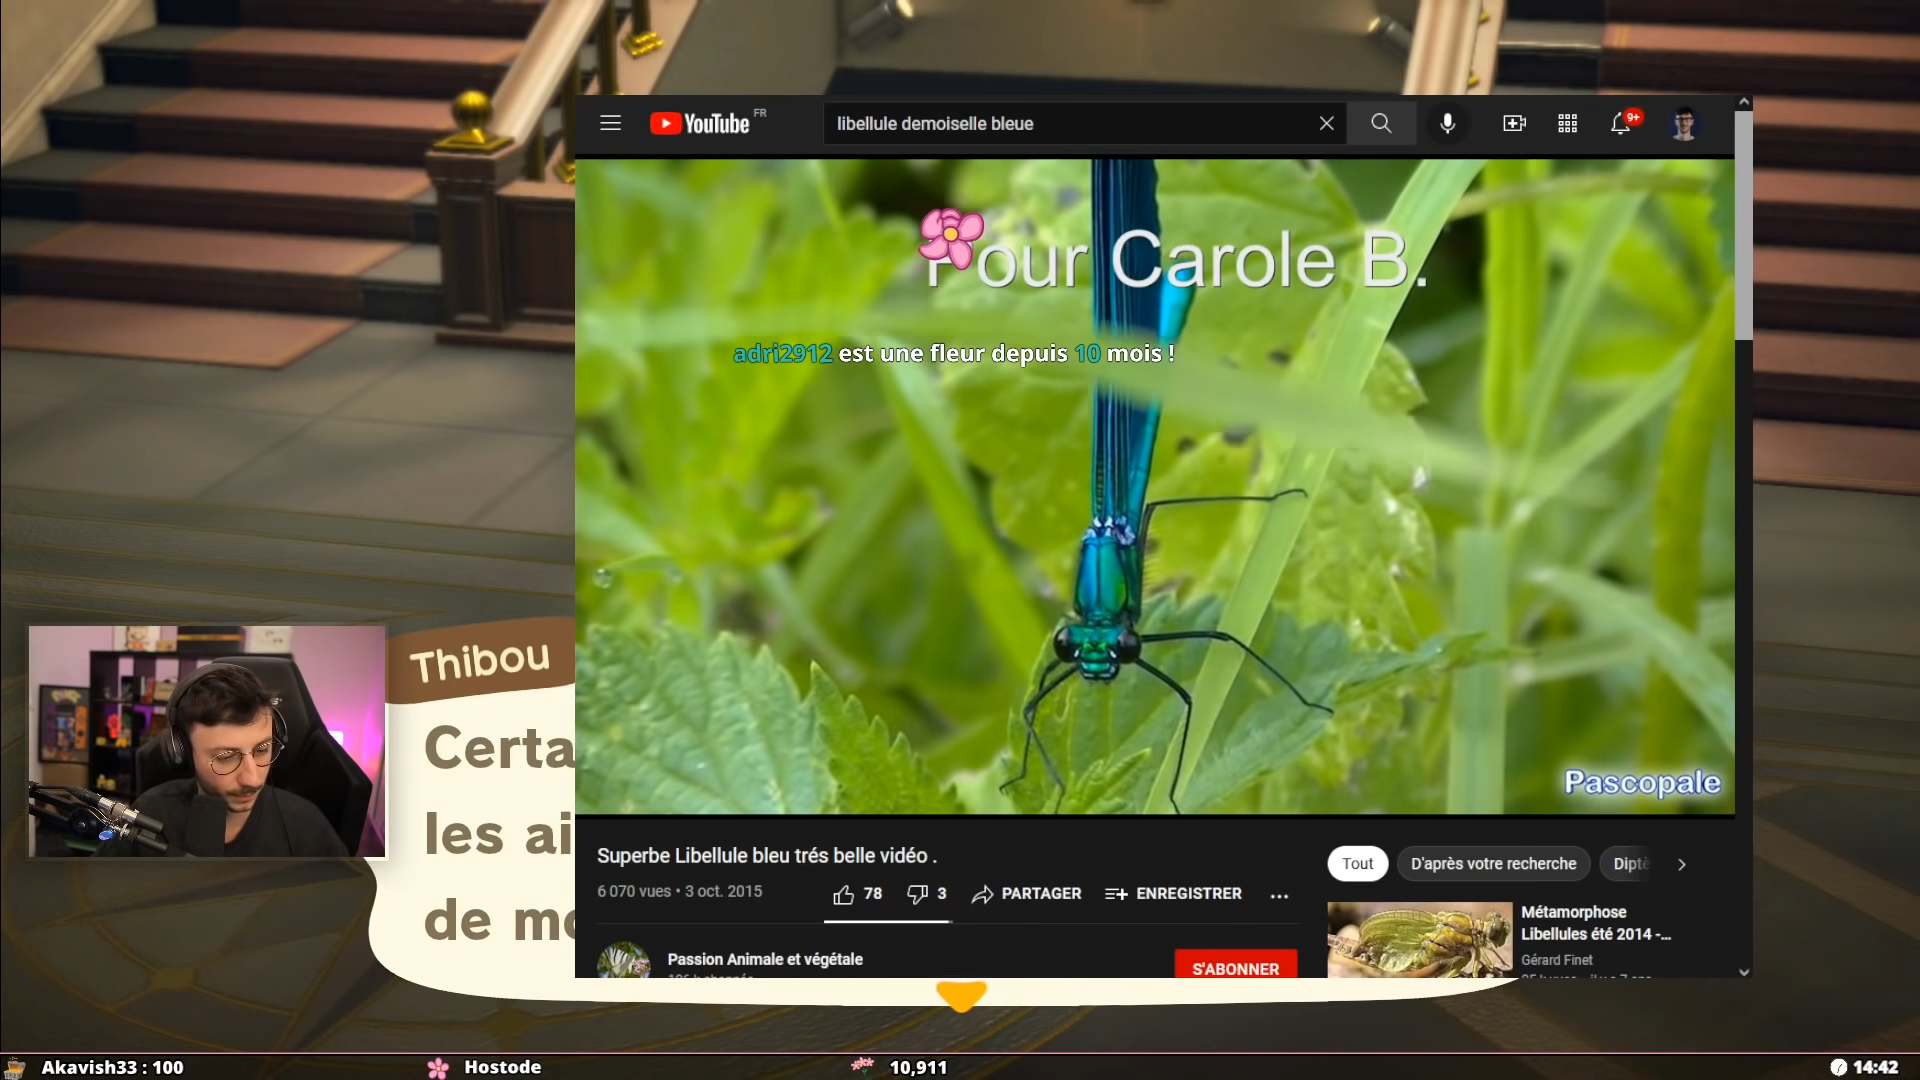 YouTube FR
libellule demoiselle bleue
9+
Pour Carole B.
adri2912 est une fleur depuis 10 mois !
Pascopale
Thibou
Certa
les ai
de mo
Superbe Libellule bleu trés belle vidéo .
6 070 vues • 3 oct. 2015
78
3
PARTAGER
ENREGISTRER
Passion Animale et végétale
S'ABONNER
Tout
D'après votre recherche
Dipt
Métamorphose
Libellules été 2014 -...
Gérard Finet
Akavish33 : 100
Hostode
10,911
14:42